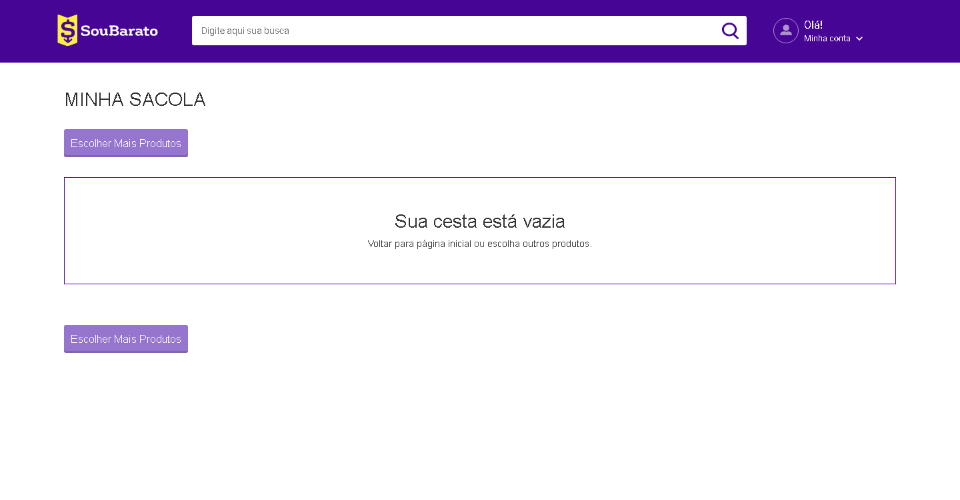 SouBarato
Digite aqui sua busca
Olá!
Minha conta
MINHA SACOLA
Escolher Mais Produtos
Sua cesta está vazia
Voltar para página inicial ou escolha outros produtos.
Escolher Mais Produtos